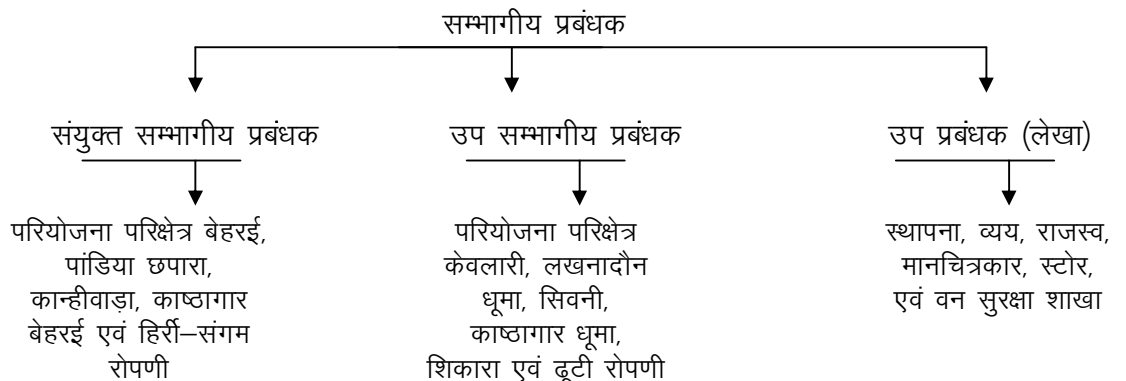 सम्भागीय प्रबंधक
संयुक्त सम्भागीय प्रबंधक
परियोजना परिक्षेत्र बेहरई,
पांडिया छपारा,
कान्हीवाड़ा, काष्ठागार
बेहरई एवं हिर्री–संगम
रोपणी
उप सम्भागीय प्रबंधक
परियोजना परिक्षेत्र
केवलारी, लखनादौन
धूमा, सिवनी,
काष्ठागार धूमा,
शिकारा एवं ढूटी रोपणी
उप प्रबंधक (लेखा)
स्थापना, व्यय, राजस्व,
मानचित्रकार, स्टोर,
एवं वन सुरक्षा शाखा